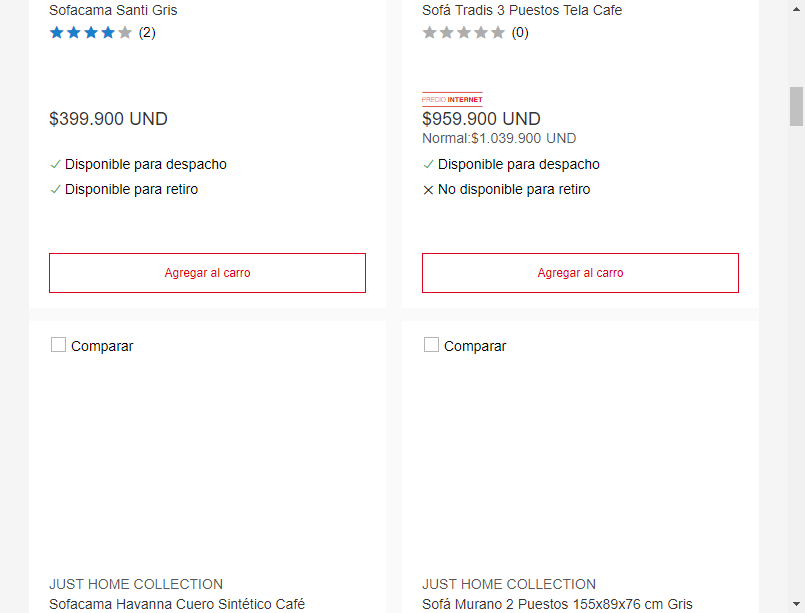 Sofacama Santi Gris
(2)
$399.900 UND
Disponible para despacho
Disponible para retiro
Agregar al carro
Sofá Tradis 3 Puestos Tela Cafe
(0)
PRECIO INTERNET
$959.900 UND
Normal:$1.039.900 UND
Disponible para despacho
No disponible para retiro
Agregar al carro
Comparar
JUST HOME COLLECTION
Sofacama Havanna Cuero Sintético Café
Comparar
JUST HOME COLLECTION
Sofá Murano 2 Puestos 155x89x76 cm Gris